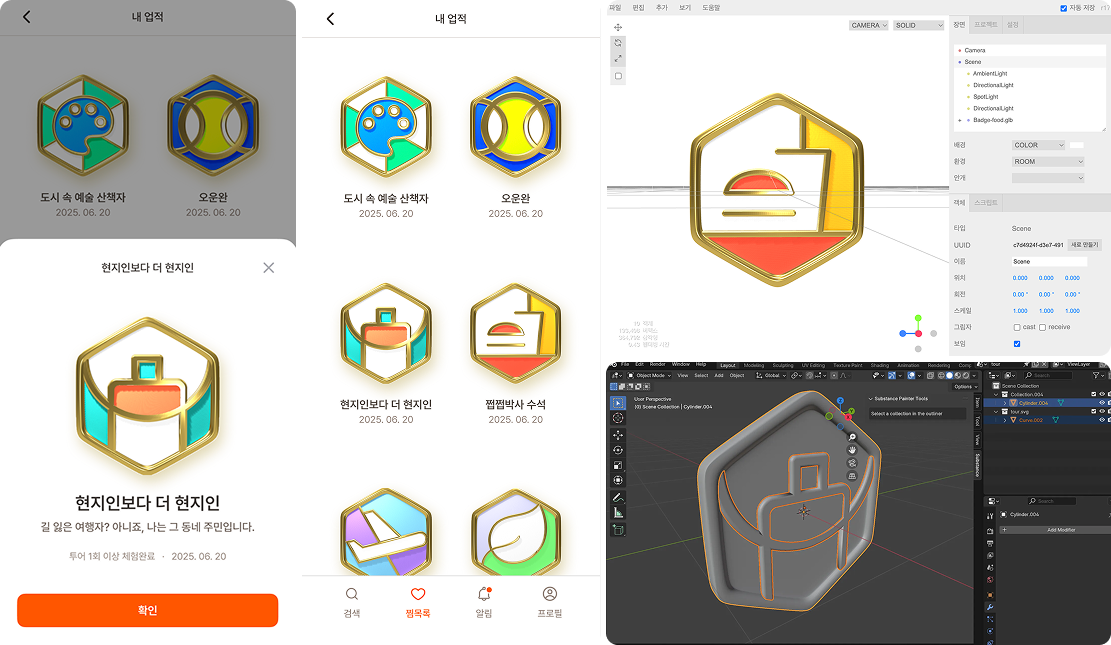 내 업적
도시 속 예술 산책자
2025. 06. 20
오운완
2025. 06. 20
현지인보다 더 현지인
현지인보다 더 현지인
길 잃은 여행자? 아니죠, 나는 그 동네 주민입니다.
투어 1회 이상 체험완료 · 2025. 06. 20
확인
내 업적
도시 속 예술 산책자
2025. 06. 20
오운완
2025. 06. 20
현지인보다 더 현지인
2025. 06. 20
쩝쩝박사 수석
2025. 06. 20
검색
찜목록
알림
프로필
파일 편집 추가 보기 도움말
자동 저장
CAMERA SOLID
장면 프로젝트 설정
Camera
Scene
AmbientLight
DirectionalLight
SpotLight
DirectionalLight
Badge-food.glb
배경 COLOR
환경 ROOM
안개
객체 스크립트
타입 Scene
UUID c7d4924f-d3e7-491 새로 만들기
이름 Scene
위치 0.000 0.000 0.000
회전 0.00 ° 0.00 ° 0.00 °
스케일 1.000 1.000 1.000
그림자 cast receive
보임
File Edit Render Window Help
Layout Modeling Sculpting UV Editing Texture Paint Shading Animation Rendering
ViewLayer
Object Mode View Select Add Object Global
Options
User Perspective
(0) Scene Collection | Cylinder.004
Substance Painter Tools
Select a collection in the outliner
Item
Tool
View
Substance
Search
Scene Collection
Collection.004
Cylinder.004
tour.svg
Curve.002
Search
Cylinder.004
Add Modifier